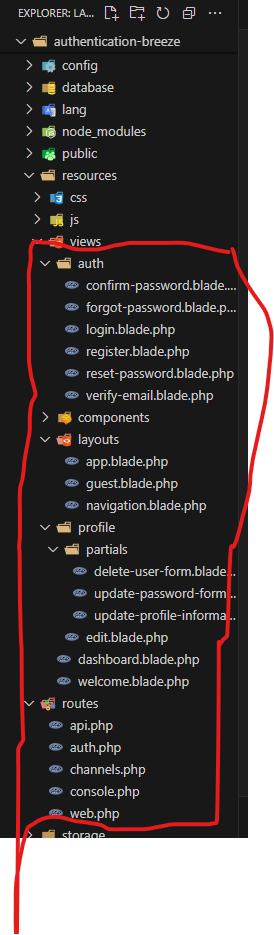 EXPLORER: LA...
authentication-breeze
config
database
lang
node_modules
public
resources
css
js
views
auth
confirm-password.blade....
forgot-password.blade.p...
login.blade.php
register.blade.php
reset-password.blade.php
verify-email.blade.php
components
layouts
app.blade.php
guest.blade.php
navigation.blade.php
profile
partials
delete-user-form.blade...
update-password-form...
update-profile-informa...
edit.blade.php
dashboard.blade.php
welcome.blade.php
routes
api.php
auth.php
channels.php
console.php
web.php
storage